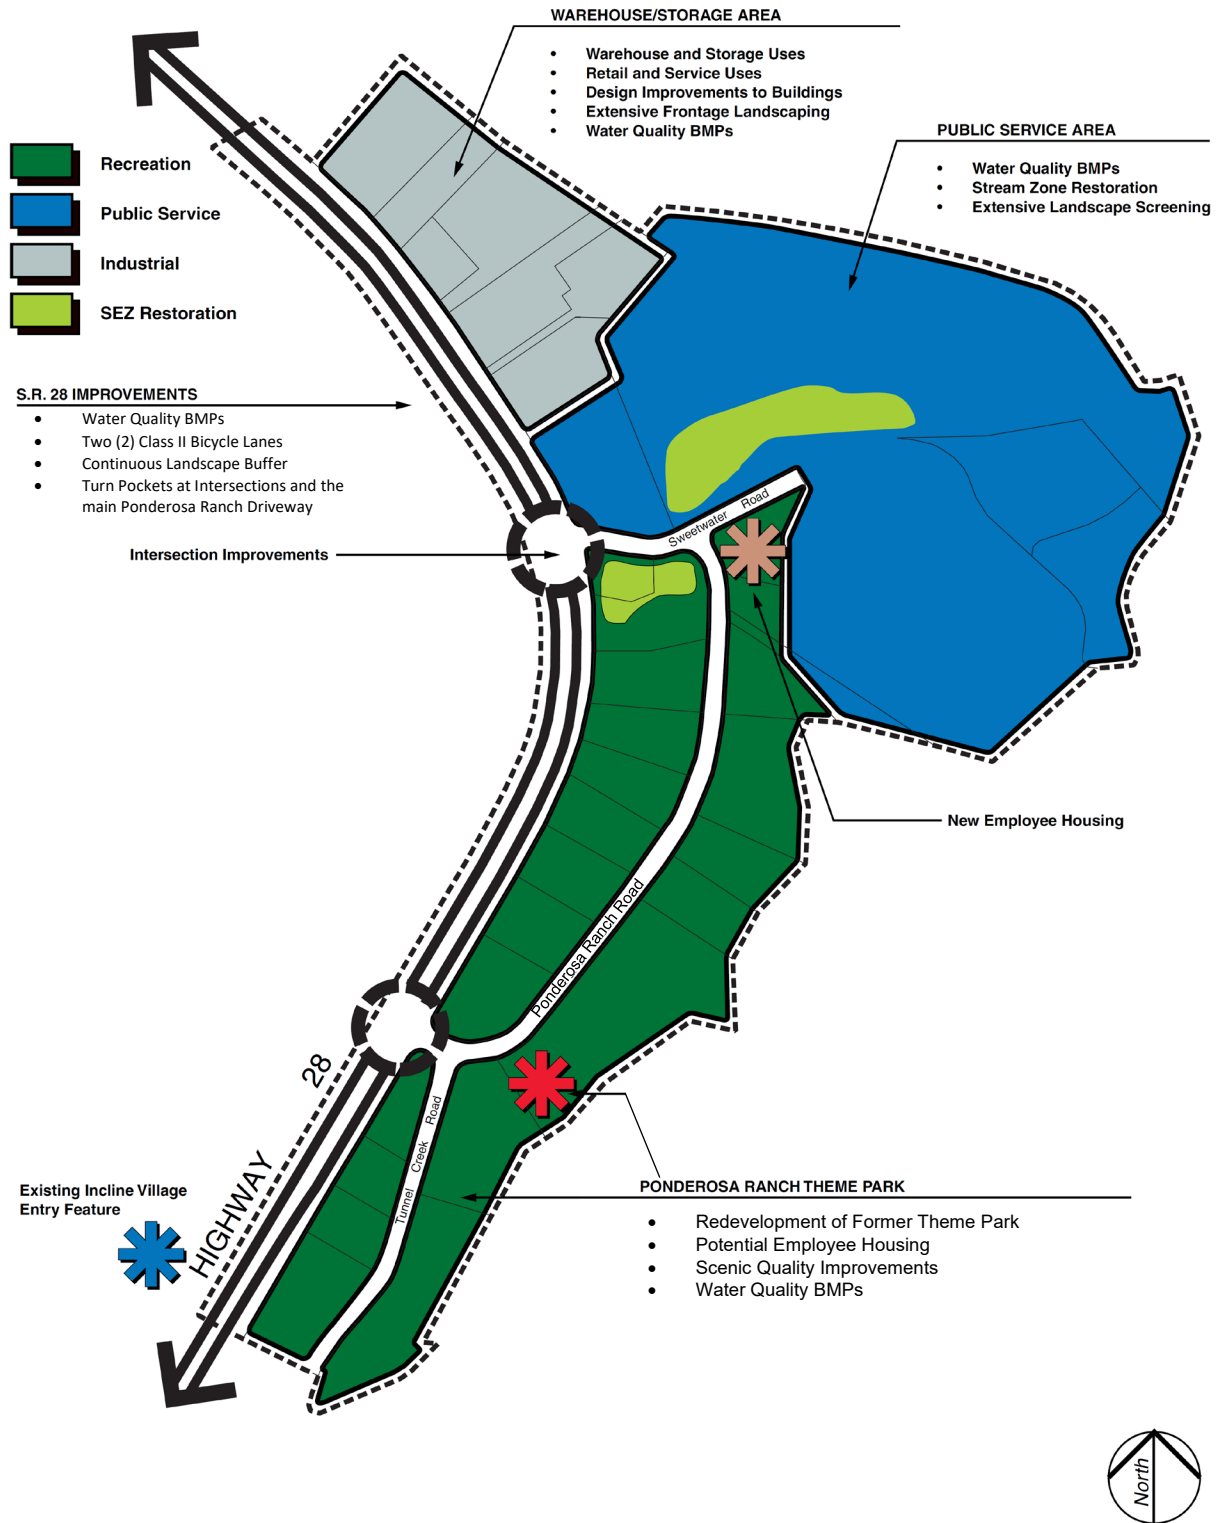 WAREHOUSE/STORAGE AREA
• Warehouse and Storage Uses
• Retail and Service Uses
• Design Improvements to Buildings
• Extensive Frontage Landscaping
• Water Quality BMPs
PUBLIC SERVICE AREA
• Water Quality BMPs
• Stream Zone Restoration
• Extensive Landscape Screening
Recreation
Public Service
Industrial
SEZ Restoration
S.R. 28 IMPROVEMENTS
• Water Quality BMPs
• Two (2) Class II Bicycle Lanes
• Continuous Landscape Buffer
• Turn Pockets at Intersections and the
main Ponderosa Ranch Driveway
Intersection Improvements
Sweetwater Road
New Employee Housing
Ponderosa Ranch Road
Tunnel Creek Road
HIGHWAY 28
Existing Incline Village
Entry Feature
PONDEROSA RANCH THEME PARK
• Redevelopment of Former Theme Park
• Potential Employee Housing
• Scenic Quality Improvements
• Water Quality BMPs
North